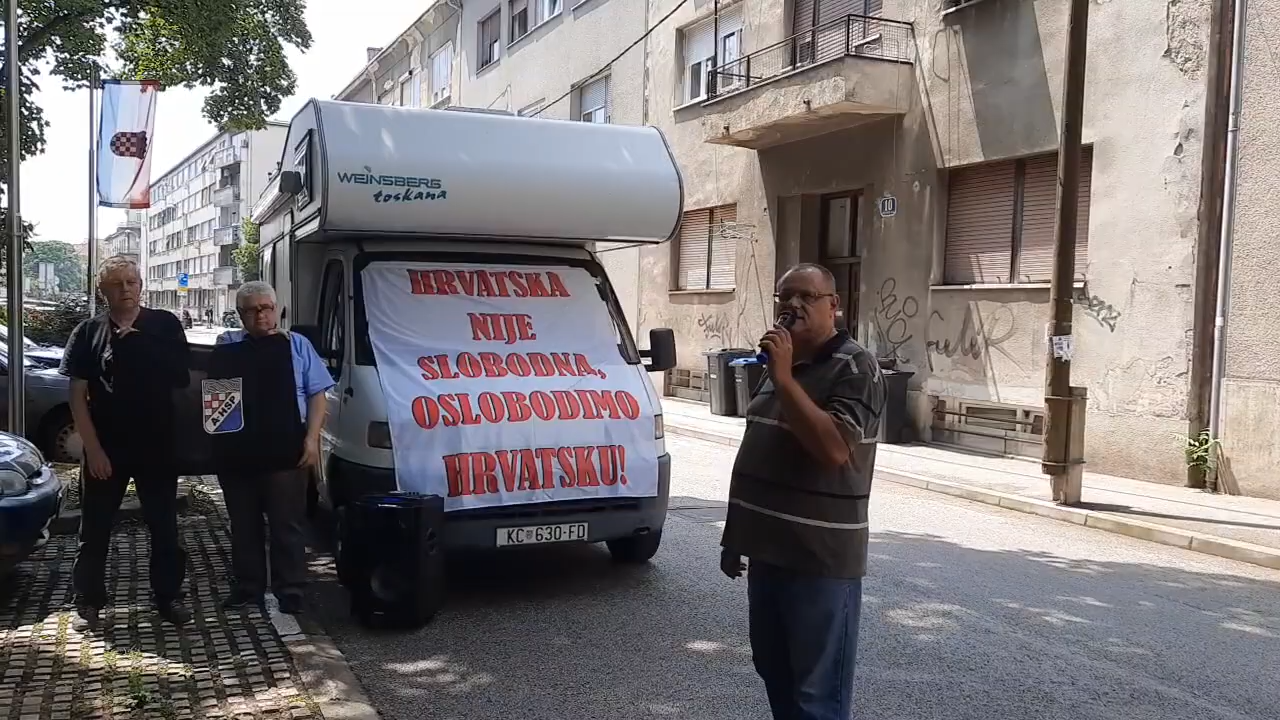 WEINSBERG
toskana
HRVATSKA
NIJE
SLOBODNA,
OSLOBODIMO
HRVATSKU!
A-HSP
KC 630-FD
10